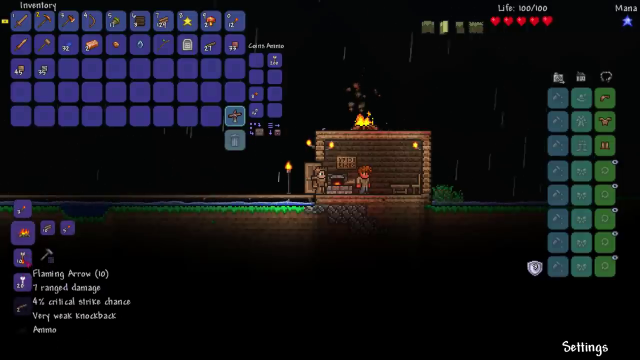 Inventory
Life: 100/100
Mana
Coins Ammo
Flaming Arrow (10)
7 ranged damage
4% critical strike chance
Very weak knockback
Ammo
Settings